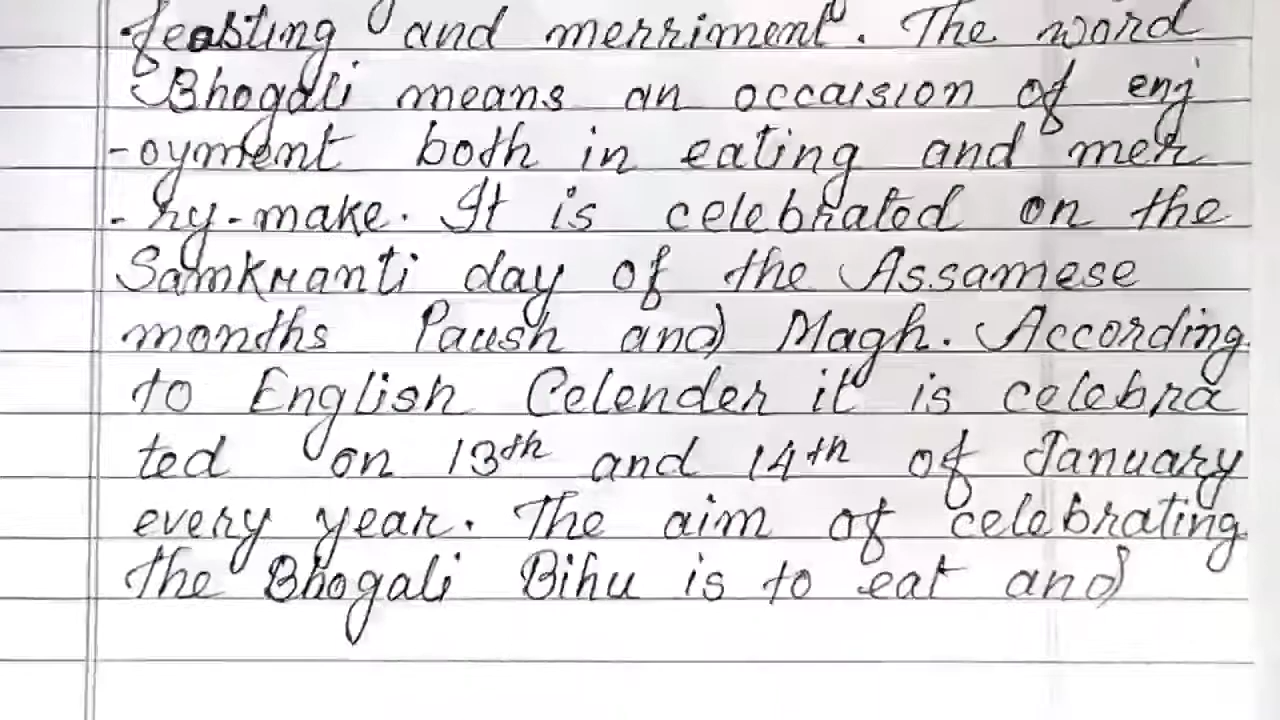 feasting and merriment. The word
Bhogali means an occaision of enj
-oyment both in eating and mer
-ry-make. It is celebrated on the
Samkranti day of the Assamese
months Paush and Magh. According
to English Celender it is celebra
ted on 13th and 14th of January
every year. The aim of celebrating
the Bhogali Bihu is to eat and